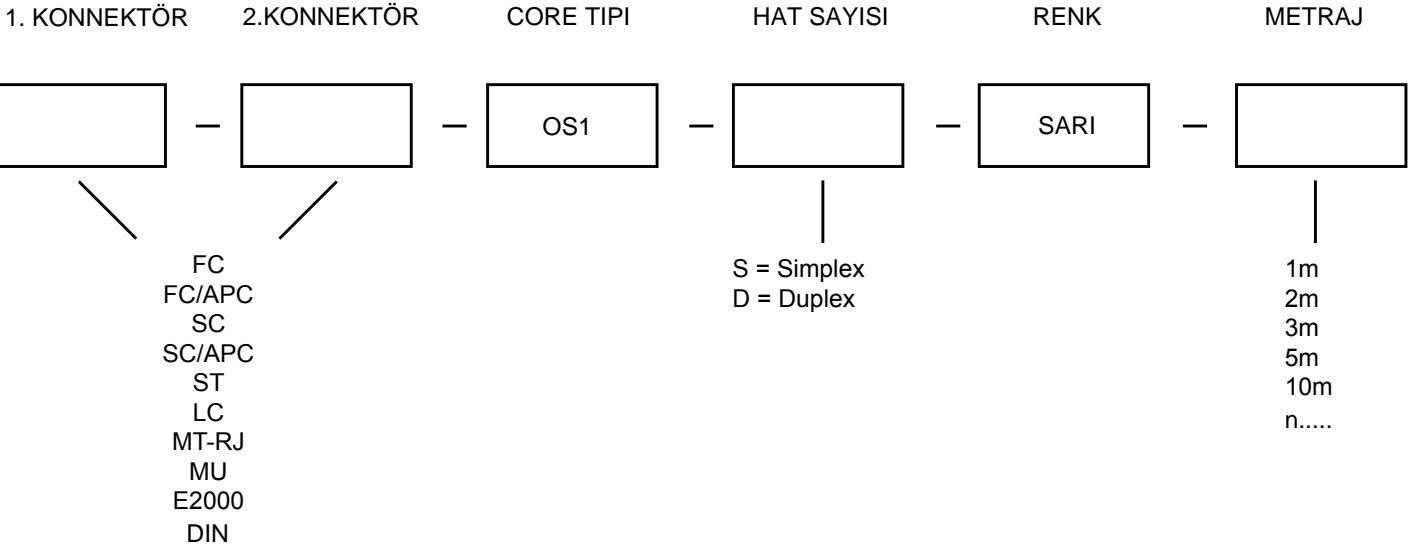 1. KONNEKTÖR 2.KONNEKTÖR CORE TIPI HAT SAYISI RENK METRAJ
OS1 SARI
FC
FC/APC
SC
SC/APC
ST
LC
MT-RJ
MU
E2000
DIN
S = Simplex
D = Duplex
1m
2m
3m
5m
10m
n.....